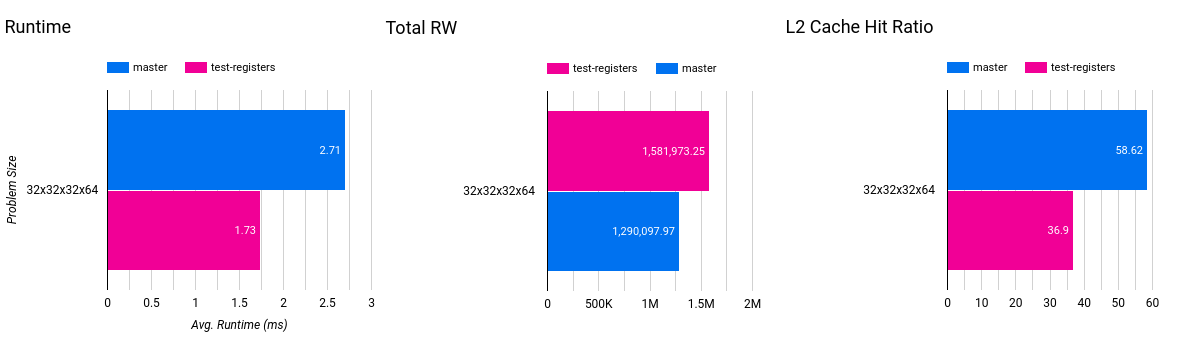 Runtime
master test-registers
Problem Size
32x32x32x64
2.71
1.73
0 0.5 1 1.5 2 2.5 3
Avg. Runtime (ms)
Total RW
test-registers master
32x32x32x64
1,581,973.25
1,290,097.97
0 500K 1M 1.5M 2M
L2 Cache Hit Ratio
master test-registers
32x32x32x64
58.62
36.9
0 10 20 30 40 50 60